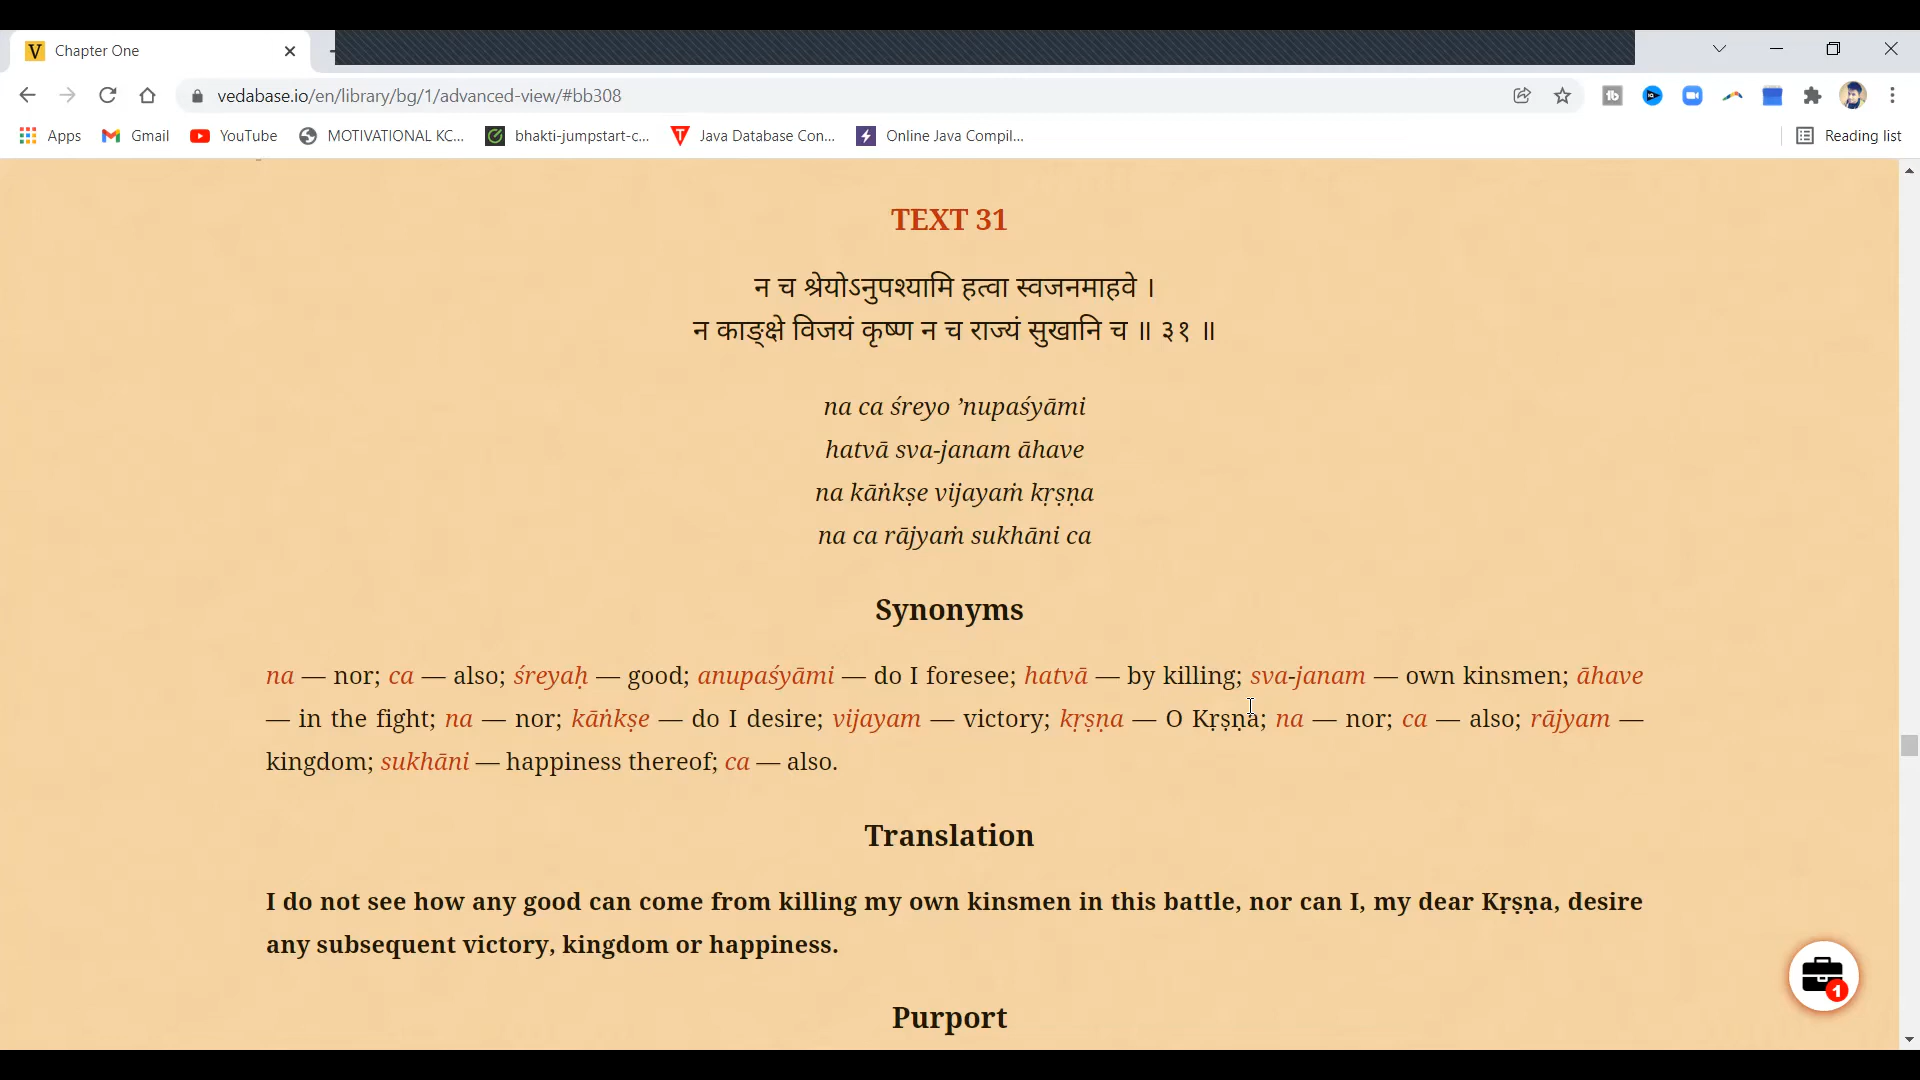 Chapter One
vedabase.io/en/library/bg/1/advanced-view/#bb308
Apps Gmail YouTube MOTIVATIONAL KC... bhakti-jumpstart-c... Java Database Con... Online Java Compil... Reading list
TEXT 31
न च श्रेयोऽनुपश्यामि हत्वा स्वजनमाहवे ।
न काङ्‍क्षे विजयं कृष्ण न च राज्यं सुखानि च ॥ ३१ ॥
na ca śreyo ’nupaśyāmi
hatvā sva-janam āhave
na kāṅkṣe vijayaṁ kṛṣṇa
na ca rājyaṁ sukhāni ca
Synonyms
na — nor; ca — also; śreyaḥ — good; anupaśyāmi — do I foresee; hatvā — by killing; sva-janam — own kinsmen; āhave
— in the fight; na — nor; kāṅkṣe — do I desire; vijayam — victory; kṛṣṇa — O Kṛṣṇa; na — nor; ca — also; rājyam —
kingdom; sukhāni — happiness thereof; ca — also.
Translation
I do not see how any good can come from killing my own kinsmen in this battle, nor can I, my dear Kṛṣṇa, desire
any subsequent victory, kingdom or happiness.
1
Purport